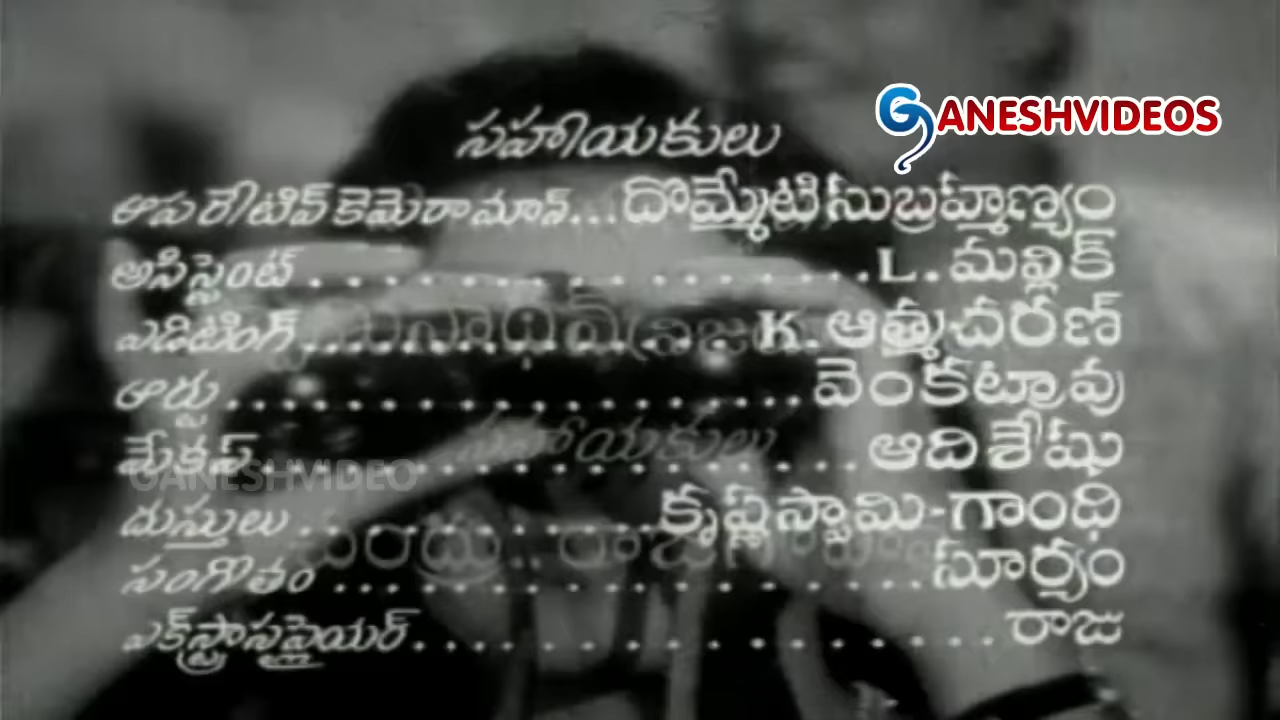 GANESHVIDEOS
సహాయకులు
ఆపరేటివ్ కెమెరామాన్...దొమ్మేటి సుబ్రహ్మణ్యం
అసిస్టెంట్..................L. మల్లిక్
ఎడిటింగ్................K. ఆత్మచరణ్
ఆర్టు....................వెంకట్రావు
మేకప్....................ఆదిశేషు
GANESHVIDEO
దుస్తులు.............కృష్ణస్వామి-గాంధి
సంగీతం....................సూర్యం
ఎక్‌స్ట్రాసప్లైయర్..................రాజు